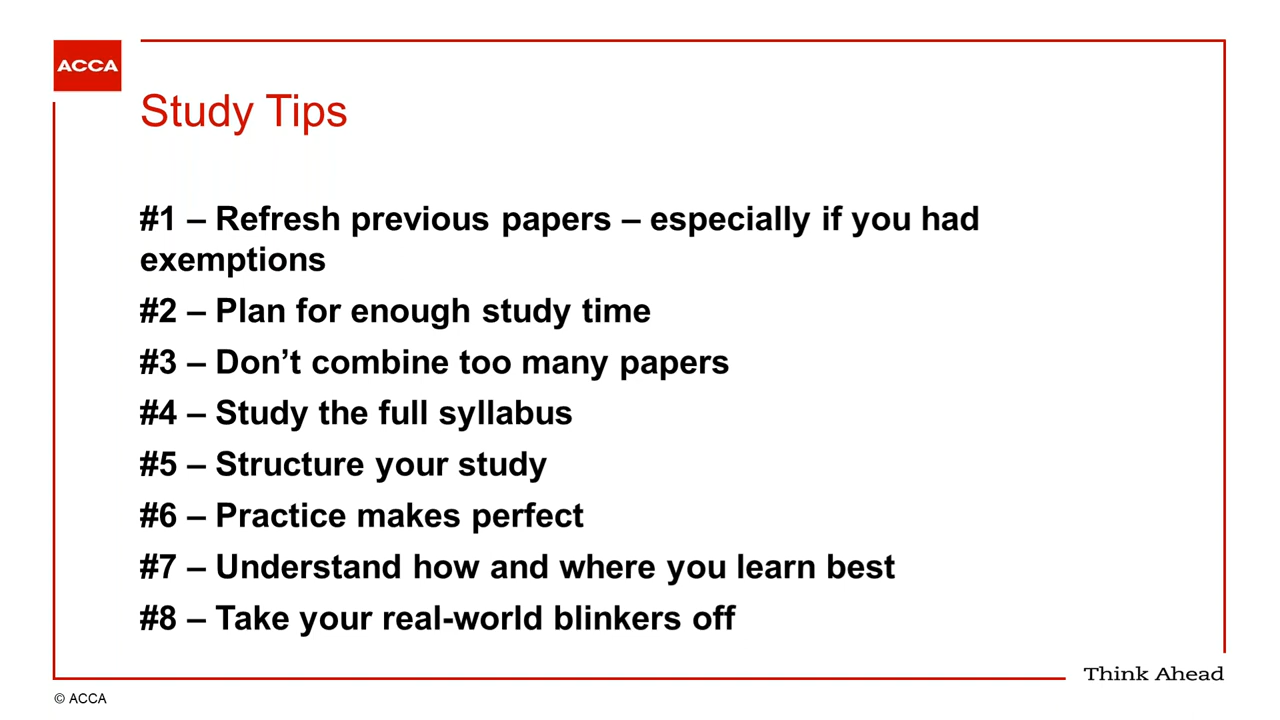 ACCA
Study Tips
#1 – Refresh previous papers – especially if you had
exemptions
#2 – Plan for enough study time
#3 – Don’t combine too many papers
#4 – Study the full syllabus
#5 – Structure your study
#6 – Practice makes perfect
#7 – Understand how and where you learn best
#8 – Take your real-world blinkers off
Think Ahead
© ACCA